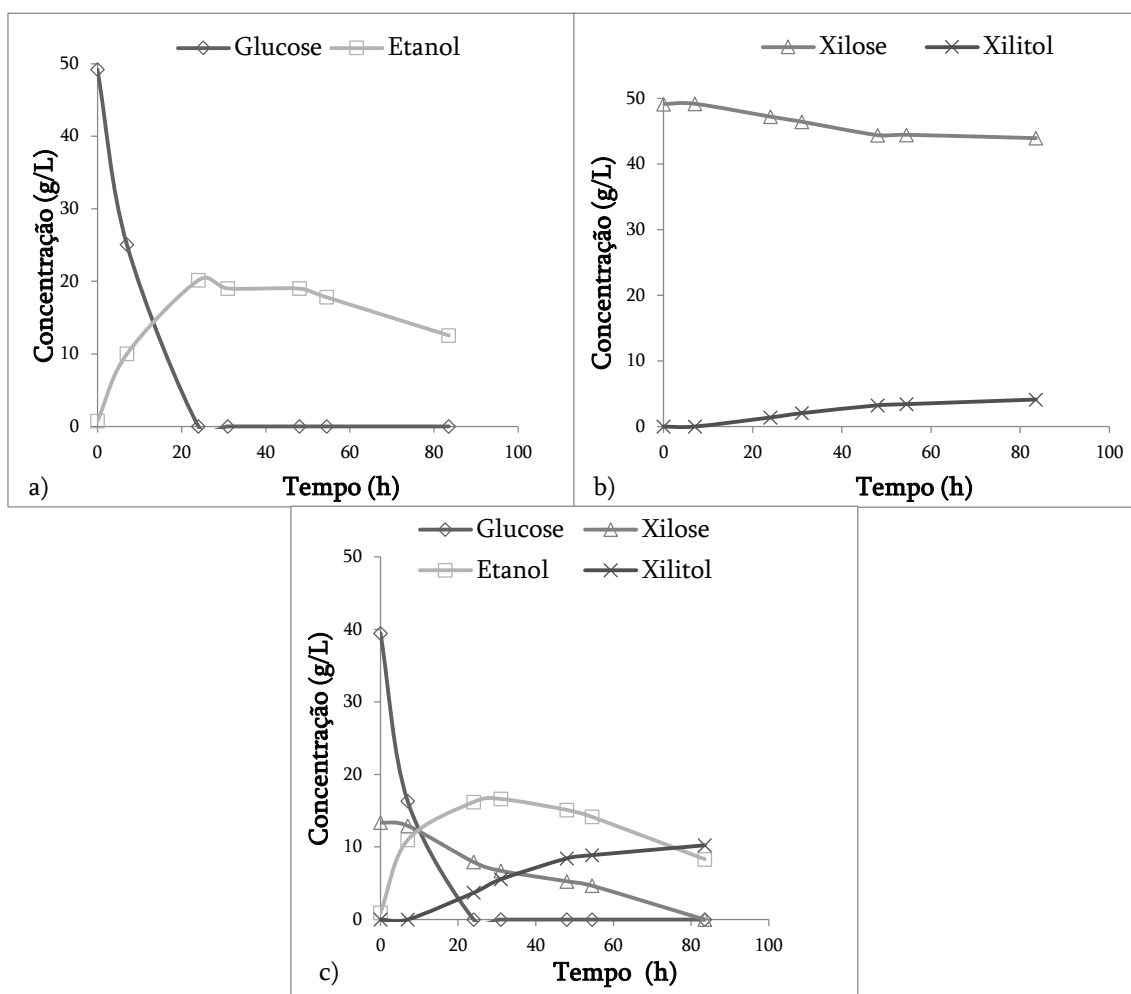 Glucose Etanol
50
40
30
20
10
0
0 20 40 60 80 100
Concentração (g/L)
Tempo (h)
a)
Xilose Xilitol
50
40
30
20
10
0
0 20 40 60 80 100
Concentração (g/L)
Tempo (h)
b)
Glucose Xilose
Etanol Xilitol
50
40
30
20
10
0
0 20 40 60 80 100
Concentração (g/L)
Tempo (h)
c)